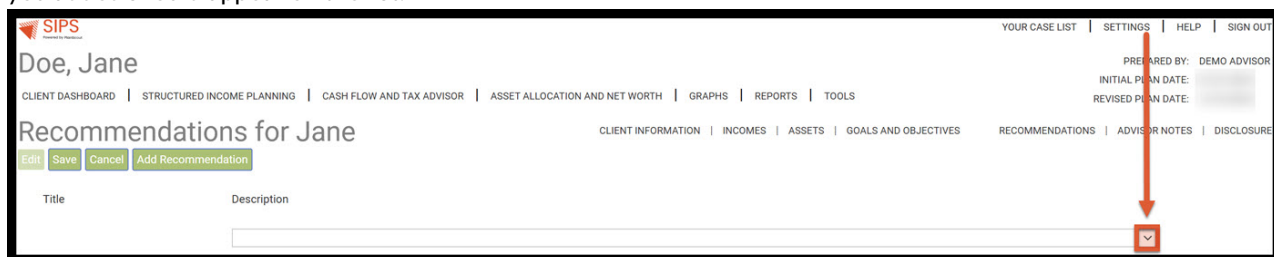 SIPS
YOUR CASE LIST | SETTINGS | HELP | SIGN OUT
Doe, Jane
PREPARED BY: DEMO ADVISOR
INITIAL PLAN DATE:
CLIENT DASHBOARD | STRUCTURED INCOME PLANNING | CASH FLOW AND TAX ADVISOR | ASSET ALLOCATION AND NET WORTH | GRAPHS | REPORTS | TOOLS
REVISED PLAN DATE:
Recommendations for Jane
CLIENT INFORMATION | INCOMES | ASSETS | GOALS AND OBJECTIVES
RECOMMENDATIONS | ADVISOR NOTES | DISCLOSURE
Edit Save Cancel Add Recommendation
Title Description